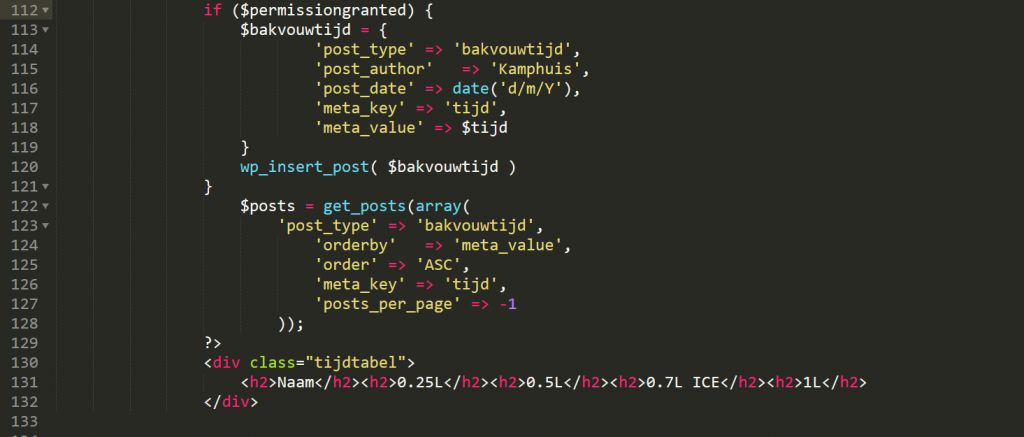 112 if ($permissiongranted) {
113 $bakvouwtijd = {
114 'post_type' => 'bakvouwtijd',
115 'post_author'   => 'Kamphuis',
116 'post_date' => date('d/m/Y'),
117 'meta_key' => 'tijd',
118 'meta_value' => $tijd
119 }
120 wp_insert_post( $bakvouwtijd )
121 }
122 $posts = get_posts(array(
123 'post_type' => 'bakvouwtijd',
124 'orderby'   => 'meta_value',
125 'order' => 'ASC',
126 'meta_key' => 'tijd',
127 'posts_per_page' => -1
128 ));
129 ?>
130 <div class="tijdtabel">
131 <h2>Naam</h2><h2>0.25L</h2><h2>0.5L</h2><h2>0.7L ICE</h2><h2>1L</h2>
132 </div>
133